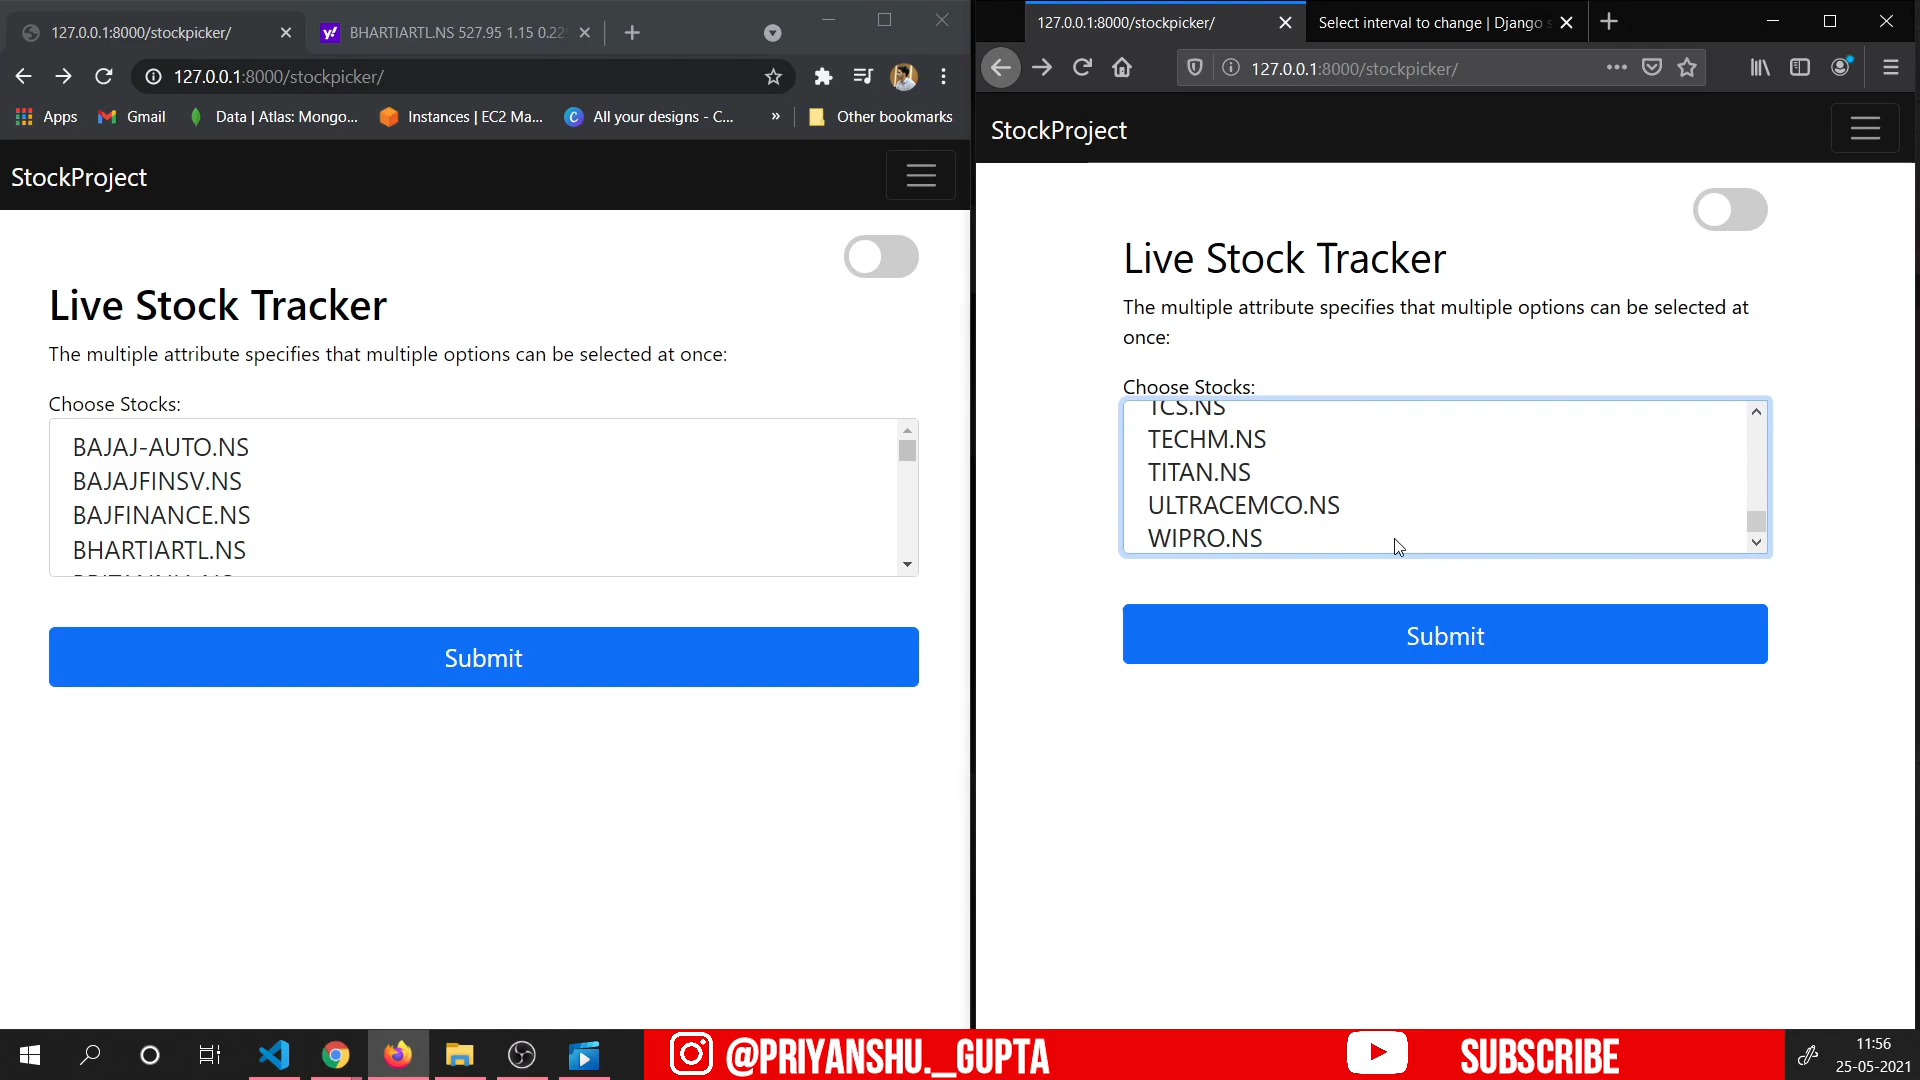 127.0.0.1:8000/stockpicker/
BHARTIARTL.NS 527.95 1.15 0.22
127.0.0.1:8000/stockpicker/
Apps
Gmail
Data | Atlas: Mongo...
Instances | EC2 Ma...
All your designs - C...
»
Other bookmarks
StockProject
Live Stock Tracker
The multiple attribute specifies that multiple options can be selected at once:
Choose Stocks:
BAJAJ-AUTO.NS
BAJAJFINSV.NS
BAJFINANCE.NS
BHARTIARTL.NS
Submit
127.0.0.1:8000/stockpicker/
Select interval to change | Django s
127.0.0.1:8000/stockpicker/
StockProject
Live Stock Tracker
The multiple attribute specifies that multiple options can be selected at
once:
Choose Stocks:
TCS.NS
TECHM.NS
TITAN.NS
ULTRACEMCO.NS
WIPRO.NS
Submit
@PRIYANSHU._GUPTA
SUBSCRIBE
11:56
25-05-2021